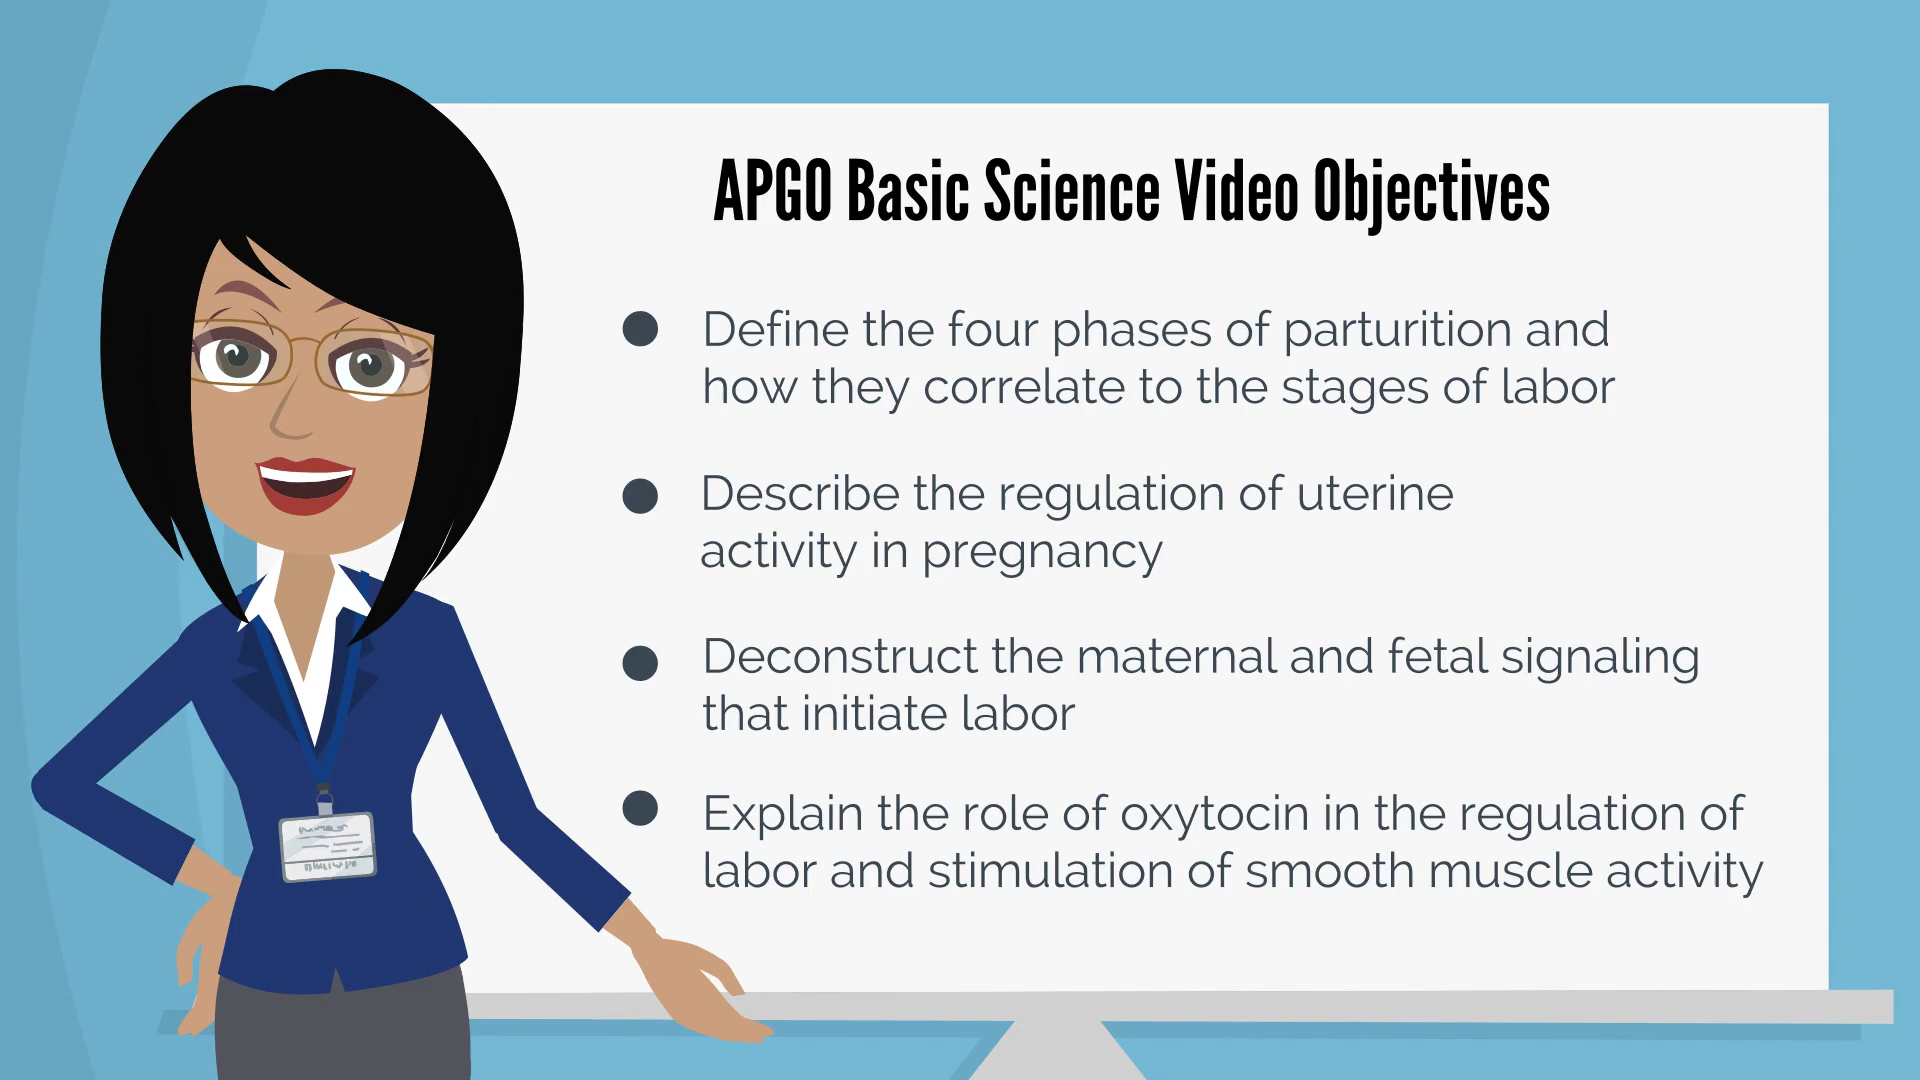 APGO Basic Science Video Objectives
Define the four phases of parturition and
how they correlate to the stages of labor
Describe the regulation of uterine
activity in pregnancy
Deconstruct the maternal and fetal signaling
that initiate labor
Explain the role of oxytocin in the regulation of
labor and stimulation of smooth muscle activity